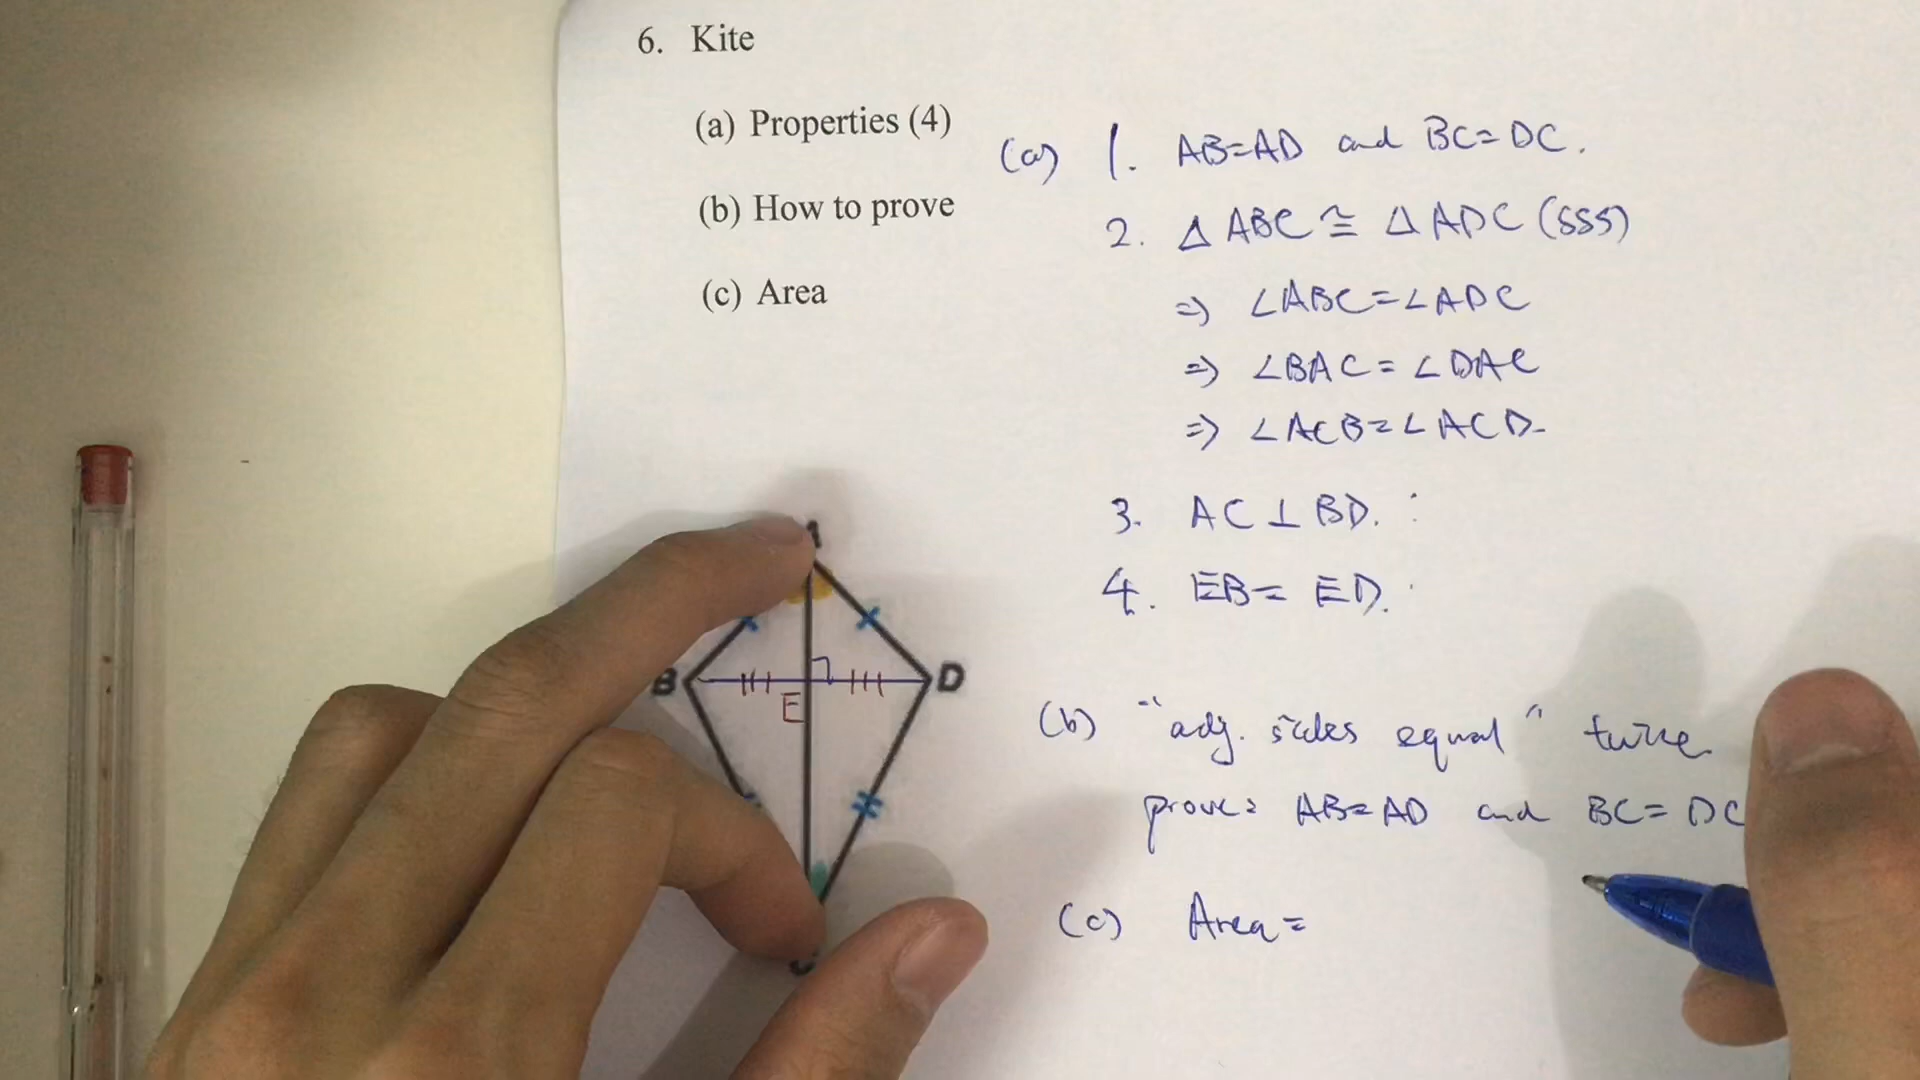 6. Kite
(a) Properties (4)
(b) How to prove
(c) Area
(a) 1. AB=AD and BC=DC.
2. △ABC≅△ADC (SSS)
⇒ ∠ABC=∠ADC
⇒ ∠BAC=∠DAC
⇒ ∠ACB=∠ACD
3. AC⊥BD.
4. EB=ED.
(b) "adj. sides equal" twice
prove: AB=AD and BC=DC
(c) Area=
A
B
D
E
C